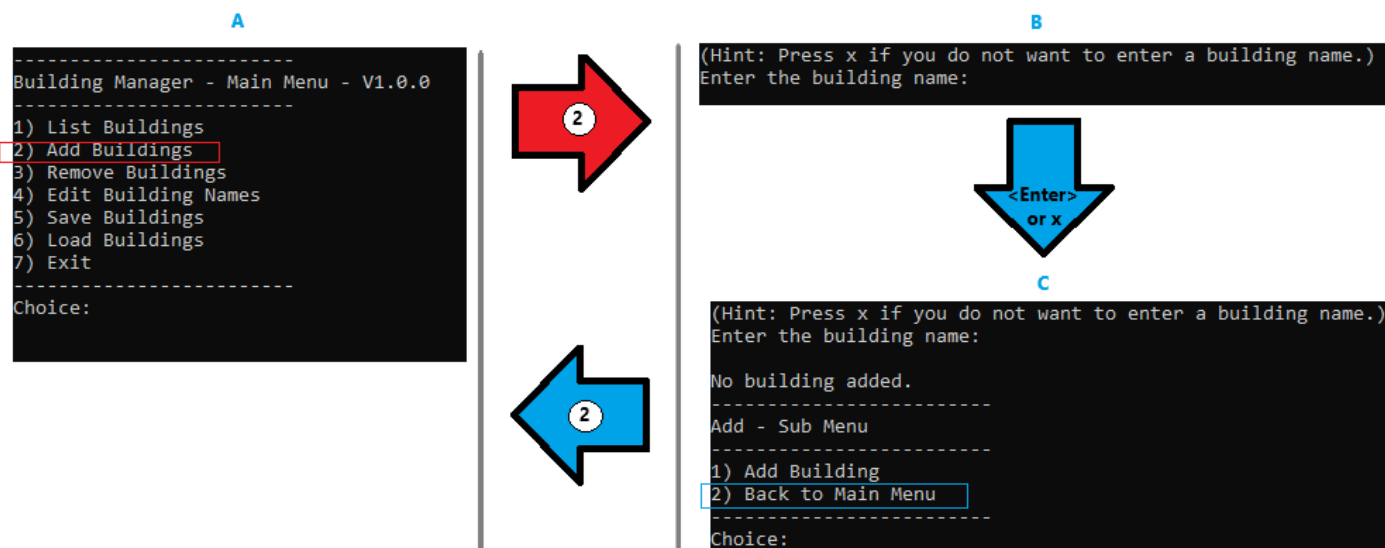 A
--------------------------
Building Manager - Main Menu - V1.0.0
--------------------------
1) List Buildings
2) Add Buildings
3) Remove Buildings
4) Edit Building Names
5) Save Buildings
6) Load Buildings
7) Exit
--------------------------
Choice:
2
B
(Hint: Press x if you do not want to enter a building name.)
Enter the building name:
<Enter>
or x
C
(Hint: Press x if you do not want to enter a building name.)
Enter the building name:
No building added.
--------------------------
Add - Sub Menu
--------------------------
1) Add Building
2) Back to Main Menu
--------------------------
Choice:
2